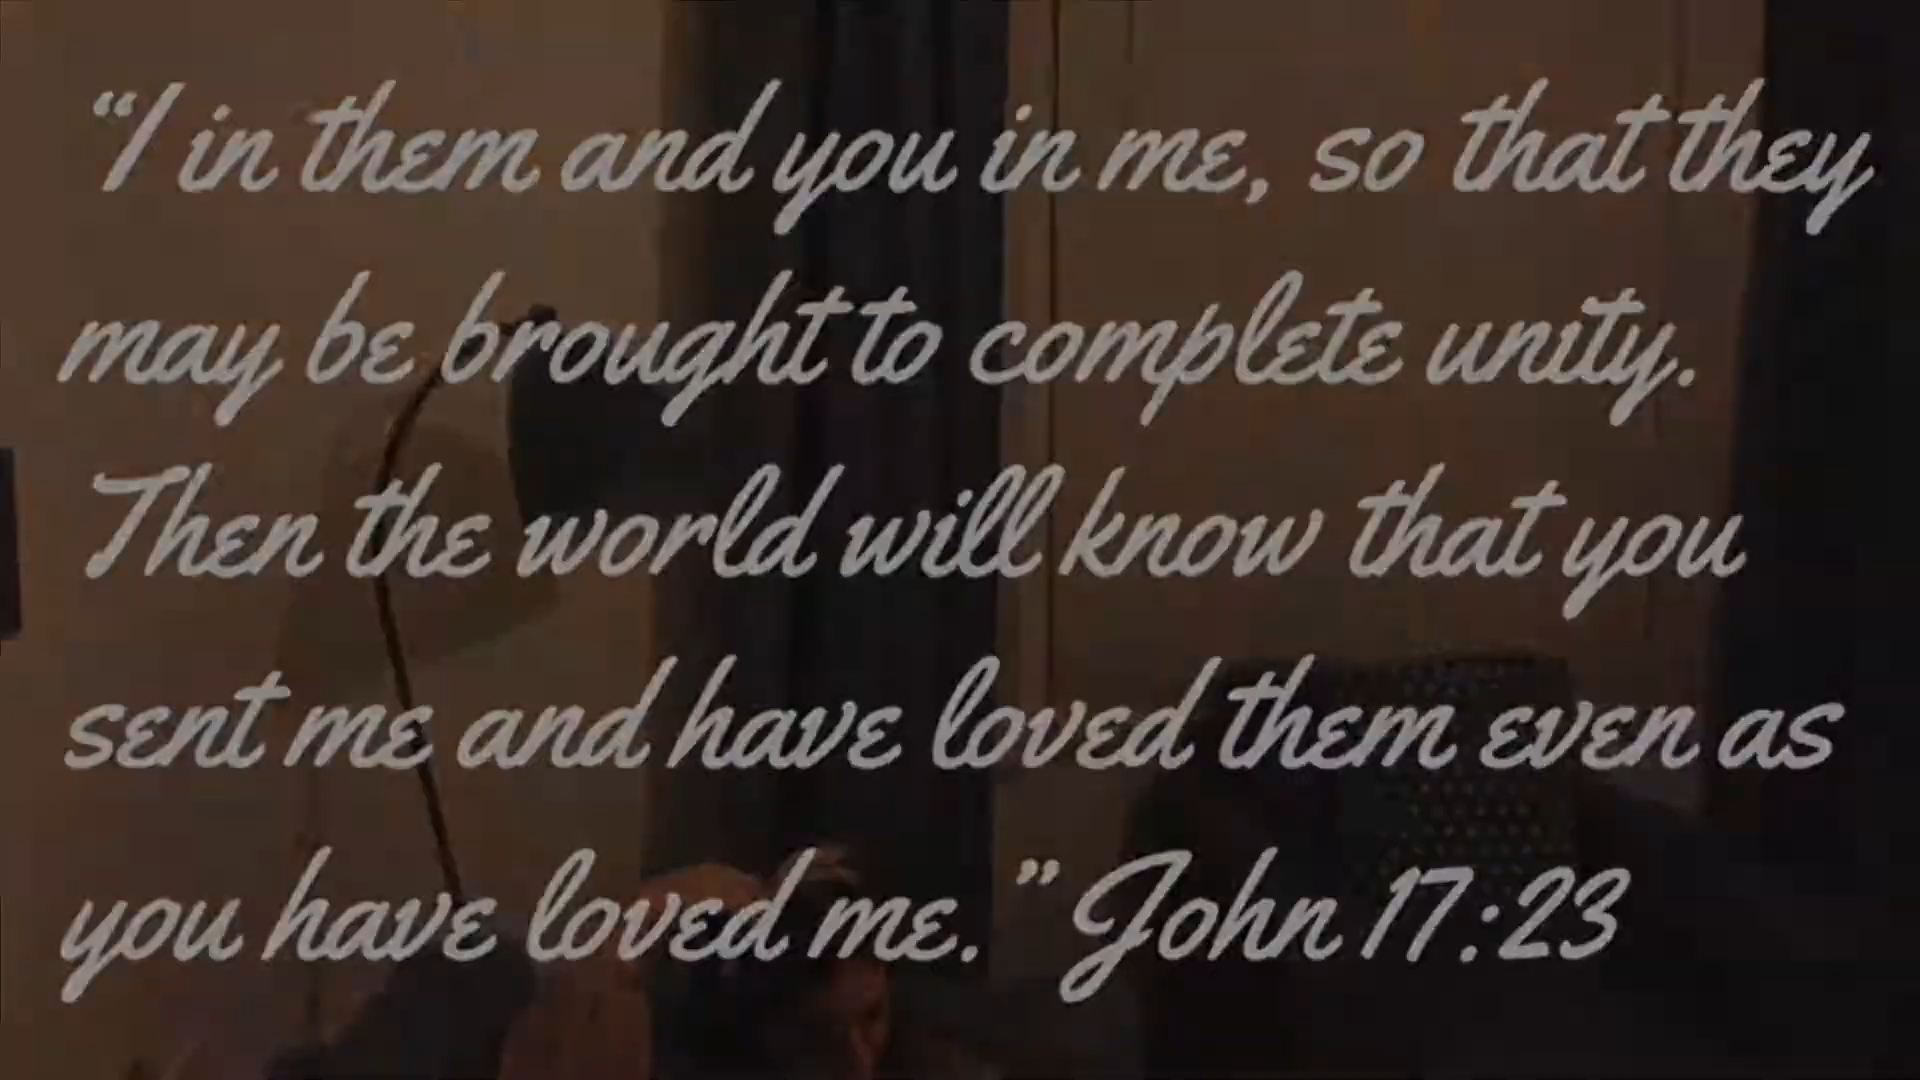 “I in them and you in me, so that they
may be brought to complete unity.
Then the world will know that you
sent me and have loved them even as
you have loved me.” John 17:23